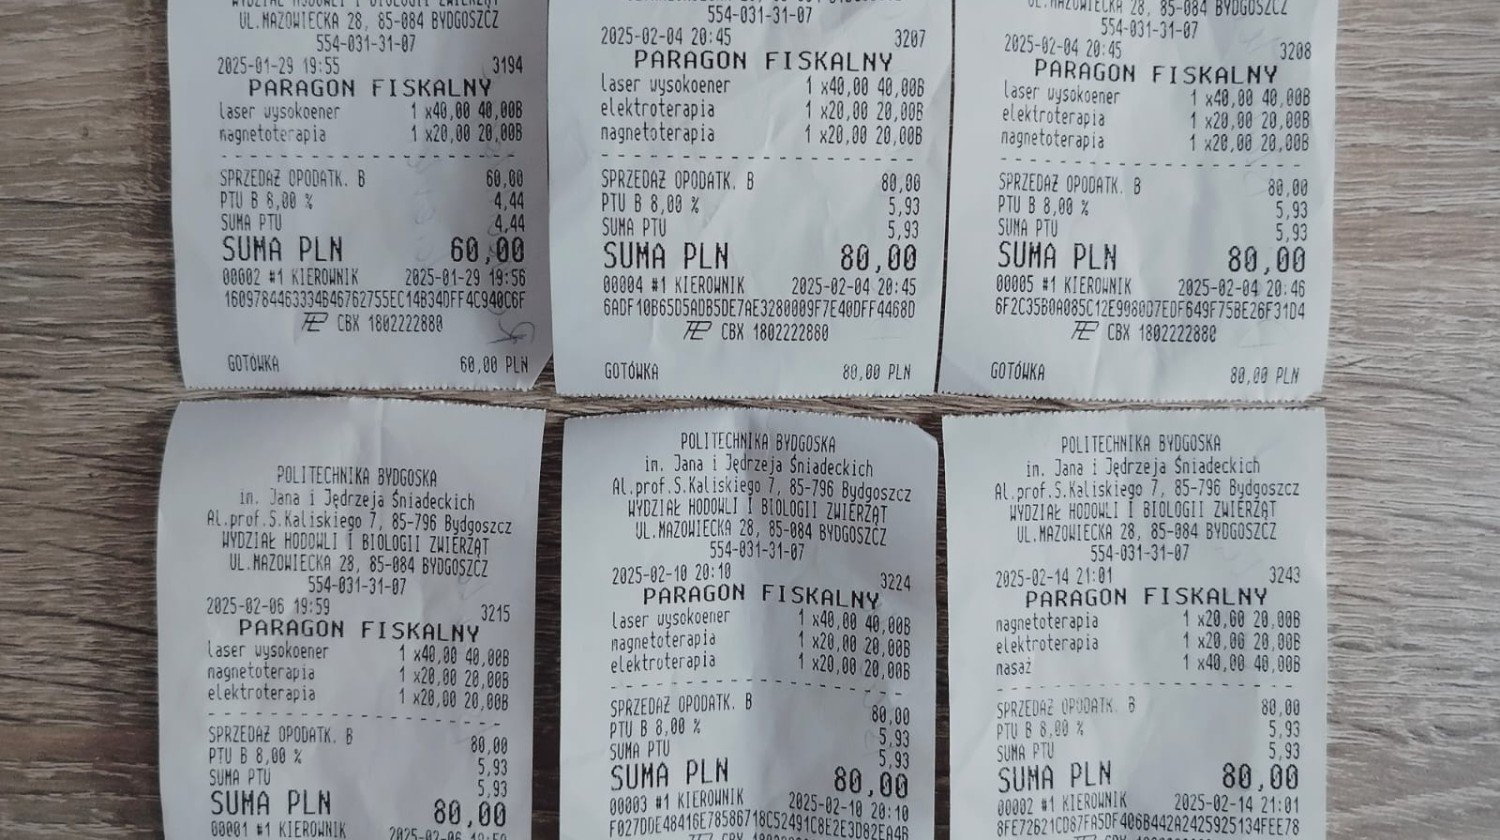 WYDZIAŁ HODOWLI I BIOLOGII ZWIERZĄT
UL.MAZOWIECKA 28, 85-084 BYDGOSZCZ
554-031-31-07
2025-01-29 19:55 3194
PARAGON FISKALNY
laser wysokoener 1 x40,00 40,00B
magnetoterapia 1 x20,00 20,00B
SPRZEDAŻ OPODATK. B 60,00
PTU B 8,00 % 4,44
SUMA PTU 4,44
SUMA PLN 60,00
00002 #1 KIEROWNIK 2025-01-29 19:56
CBX 1802222880
GOTÓWKA 60,00 PLN
554-031-31-07
2025-02-04 20:45 3207
PARAGON FISKALNY
laser wysokoener 1 x40,00 40,00B
elektroterapia 1 x20,00 20,00B
magnetoterapia 1 x20,00 20,00B
SPRZEDAŻ OPODATK. B 80,00
PTU B 8,00 % 5,93
SUMA PTU 5,93
SUMA PLN 80,00
00004 #1 KIEROWNIK 2025-02-04 20:45
6ADF10B65D5ADB5DE7AE3280009F7E40DFF4468D
CBX 1802222880
GOTÓWKA 80,00 PLN
UL.MAZOWIECKA 28, 85-084 BYDGOSZCZ
554-031-31-07
2025-02-04 20:45 3208
PARAGON FISKALNY
laser wysokoener 1 x40,00 40,00B
elektroterapia 1 x20,00 20,00B
magnetoterapia 1 x20,00 20,00B
SPRZEDAŻ OPODATK. B 80,00
PTU B 8,00 % 5,93
SUMA PTU 5,93
SUMA PLN 80,00
00005 #1 KIEROWNIK 2025-02-04 20:46
6F2C35B0A085C12E9080D7EDF649F75BE26F31D4
CBX 1802222880
GOTÓWKA 80,00 PLN
POLITECHNIKA BYDGOSKA
im. Jana i Jędrzeja Śniadeckich
Al.prof.S.Kaliskiego 7, 85-796 Bydgoszcz
WYDZIAŁ HODOWLI I BIOLOGII ZWIERZĄT
UL.MAZOWIECKA 28, 85-084 BYDGOSZCZ
554-031-31-07
2025-02-06 19:59 3215
PARAGON FISKALNY
laser wysokoener 1 x40,00 40,00B
magnetoterapia 1 x20,00 20,00B
elektroterapia 1 x20,00 20,00B
SPRZEDAŻ OPODATK. B 80,00
PTU B 8,00 % 5,93
SUMA PTU 5,93
SUMA PLN 80,00
00001 #1 KIEROWNIK 2025-02-06
POLITECHNIKA BYDGOSKA
im. Jana i Jędrzeja Śniadeckich
Al.prof.S.Kaliskiego 7, 85-796 Bydgoszcz
WYDZIAŁ HODOWLI I BIOLOGII ZWIERZĄT
UL.MAZOWIECKA 28, 85-084 BYDGOSZCZ
554-031-31-07
2025-02-10 20:10 3224
PARAGON FISKALNY
laser wysokoener 1 x40,00 40,00B
magnetoterapia 1 x20,00 20,00B
elektroterapia 1 x20,00 20,00B
SPRZEDAŻ OPODATK. B 80,00
PTU B 8,00 % 5,93
SUMA PTU 5,93
SUMA PLN 80,00
00003 #1 KIEROWNIK 2025-02-10 20:10
F027DDE48416E78586718C52491C8E2E3D82EA4B
POLITECHNIKA BYDGOSKA
im. Jana i Jędrzeja Śniadeckich
Al.prof.S.Kaliskiego 7, 85-796 Bydgoszcz
WYDZIAŁ HODOWLI I BIOLOGII ZWIERZĄT
UL.MAZOWIECKA 28, 85-084 BYDGOSZCZ
554-031-31-07
2025-02-14 21:01 3243
PARAGON FISKALNY
magnetoterapia 1 x20,00 20,00B
elektroterapia 1 x20,00 20,00B
masaż 1 x40,00 40,00B
SPRZEDAŻ OPODATK. B 80,00
PTU B 8,00 % 5,93
SUMA PTU 5,93
SUMA PLN 80,00
00002 #1 KIEROWNIK 2025-02-14 21:01
8FE72621CD87FA5DF406B442A2425925134FEE78